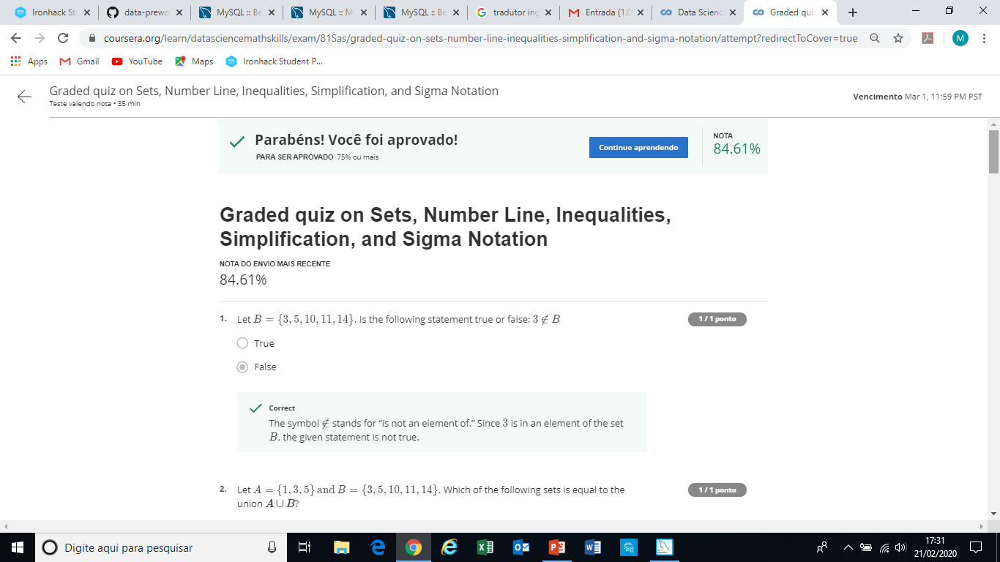 Ironhack St
data-prewo
MySQL :: Be
MySQL :: M
MySQL :: Be
tradutor ing
Entrada (1.0
Data Scienc
Graded qui
coursera.org/learn/datasciencemathskills/exam/81Sas/graded-quiz-on-sets-number-line-inequalities-simplification-and-sigma-notation/attempt?redirectToCover=true
M
Apps Gmail YouTube Maps Ironhack Student P...
Graded quiz on Sets, Number Line, Inequalities, Simplification, and Sigma Notation
Teste valendo nota • 35 min
Vencimento Mar 1, 11:59 PM PST
Parabéns! Você foi aprovado!
PARA SER APROVADO 75% ou mais
Continue aprendendo
NOTA
84.61%
Graded quiz on Sets, Number Line, Inequalities,
Simplification, and Sigma Notation
NOTA DO ENVIO MAIS RECENTE
84.61%
1. Let B = {3, 5, 10, 11, 14}. Is the following statement true or false: 3 ∉ B
1 / 1 ponto
True
False
Correct
The symbol ∉ stands for “is not an element of.” Since 3 is in an element of the set
B, the given statement is not true.
2. Let A = {1, 3, 5} and B = {3, 5, 10, 11, 14}. Which of the following sets is equal to the
union A ∪ B?
1 / 1 ponto
Digite aqui para pesquisar
17:31
21/02/2020